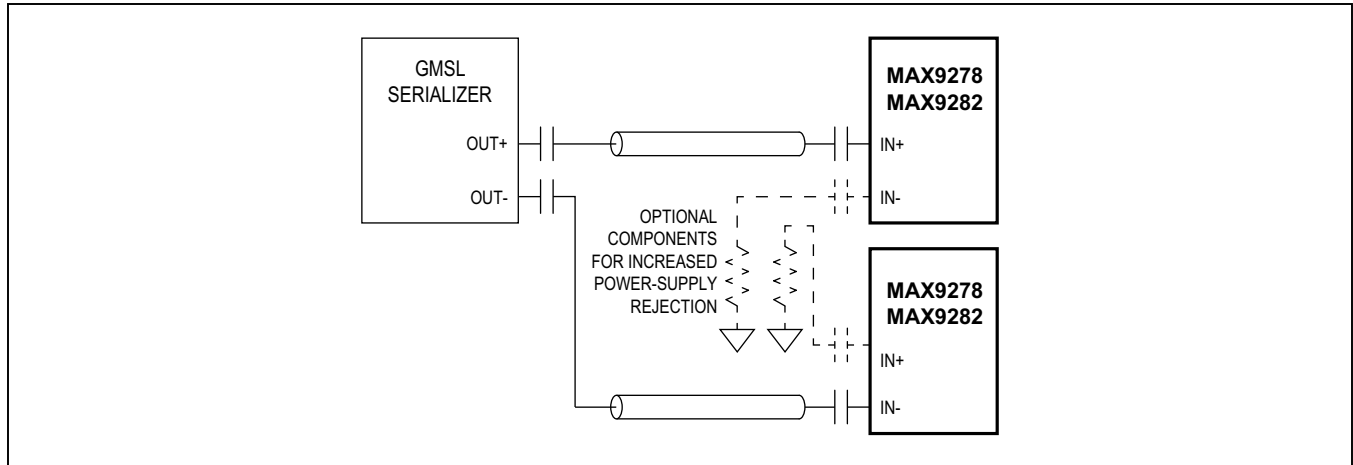 GMSL
SERIALIZER
OUT+
OUT-
MAX9278
MAX9282
IN+
IN-
OPTIONAL
COMPONENTS
FOR INCREASED
POWER-SUPPLY
REJECTION
MAX9278
MAX9282
IN+
IN-